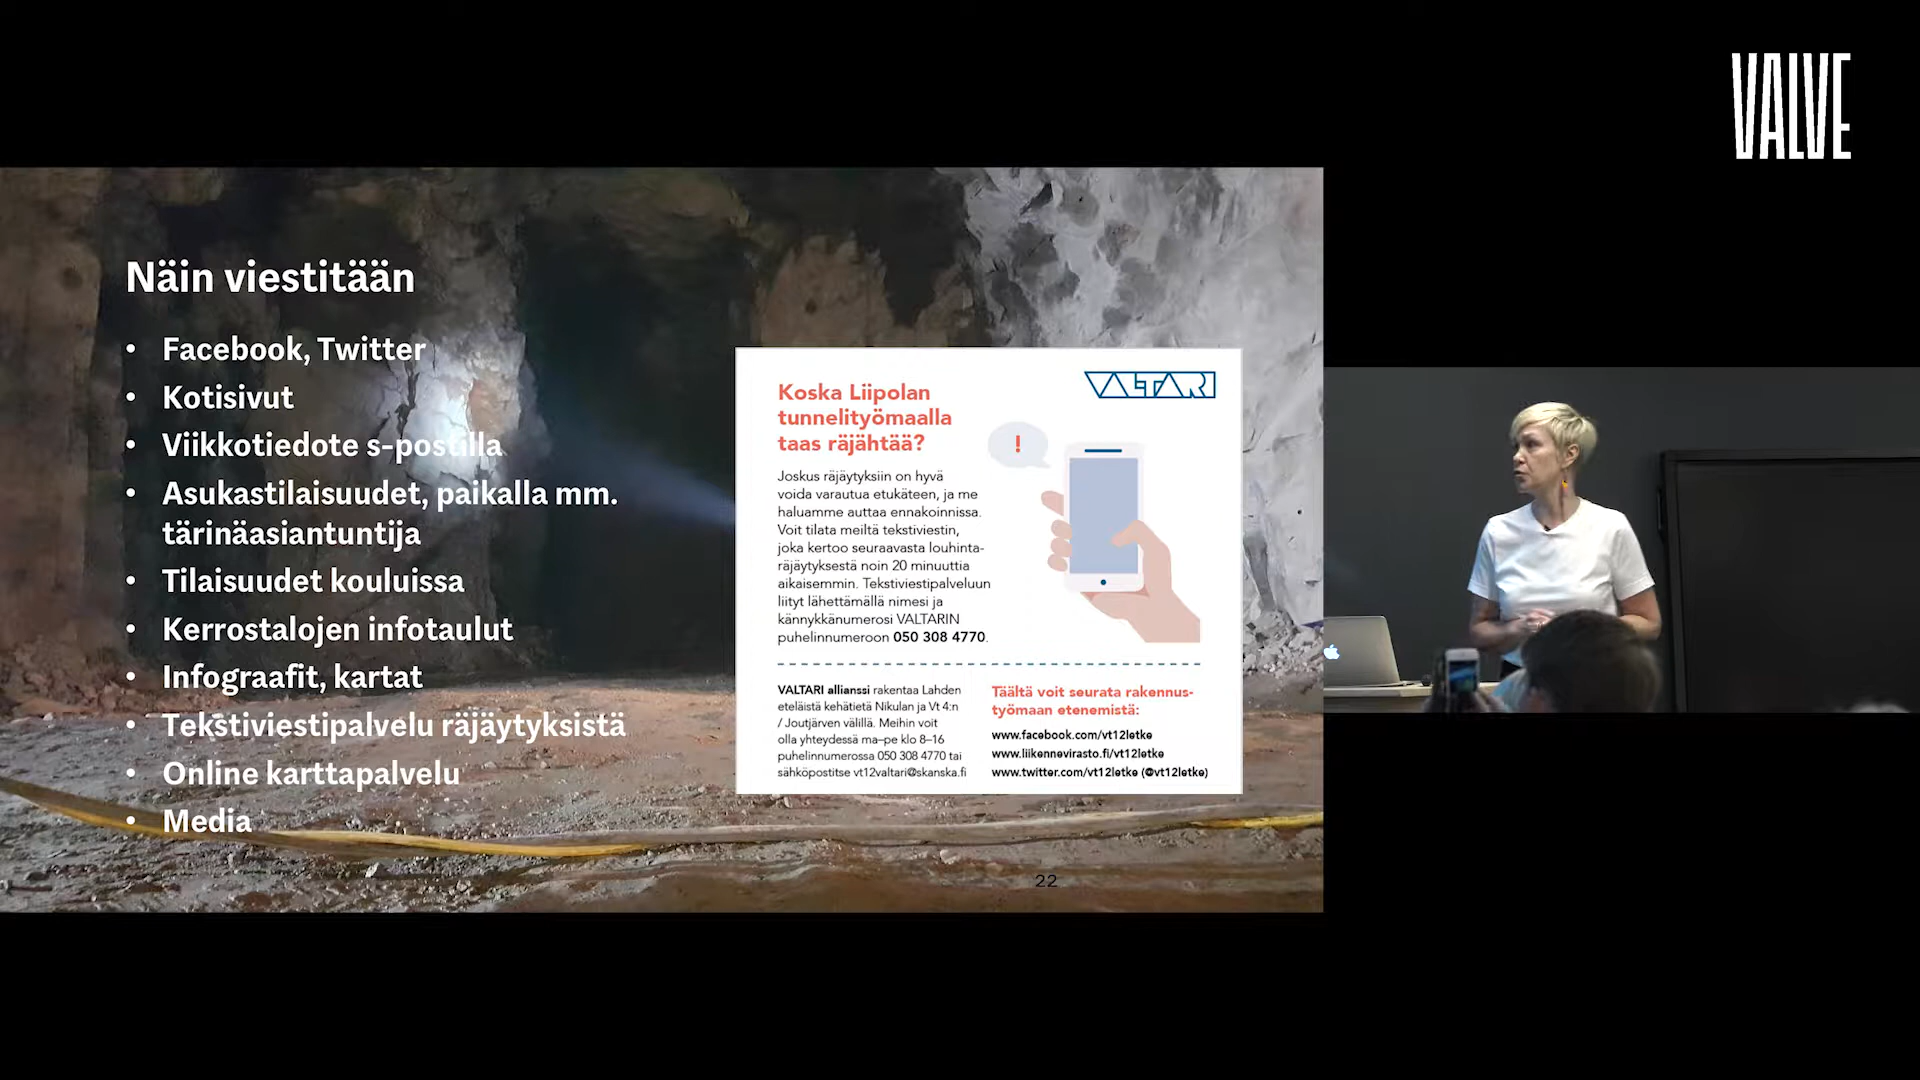 VALVE
Näin viestitään
• Facebook, Twitter
• Kotisivut
• Viikkotiedote s-postilla
• Asukastilaisuudet, paikalla mm.
tärinäasiantuntija
• Tilaisuudet kouluissa
• Kerrostalojen infotaulut
• Infograafit, kartat
• Tekstiviestipalvelu räjäytyksistä
• Online karttapalvelu
• Media
VALTARI
Koska Liipolan
tunnelityömaalla
taas räjähtää?
!
Joskus räjäytyksiin on hyvä
voida varautua etukäteen, ja me
haluamme auttaa ennakoinnissa.
Voit tilata meiltä tekstiviestin,
joka kertoo seuraavasta louhinta-
räjäytyksestä noin 20 minuuttia
aikaisemmin. Tekstiviestipalveluun
liityt lähettämällä nimesi ja
kännykkänumerosi VALTARIN
puhelinnumeroon 050 308 4770.
VALTARI allianssi rakentaa Lahden
eteläistä kehätietä Nikulan ja Vt 4:n
/ Joutjärven välillä. Meihin voit
olla yhteydessä ma–pe klo 8–16
puhelinnumerossa 050 308 4770 tai
sähköpostitse vt12valtari@skanska.fi
Täältä voit seurata rakennus-
työmaan etenemistä:
www.facebook.com/vt12letke
www.liikennevirasto.fi/vt12letke
www.twitter.com/vt12letke (@vt12letke)
22